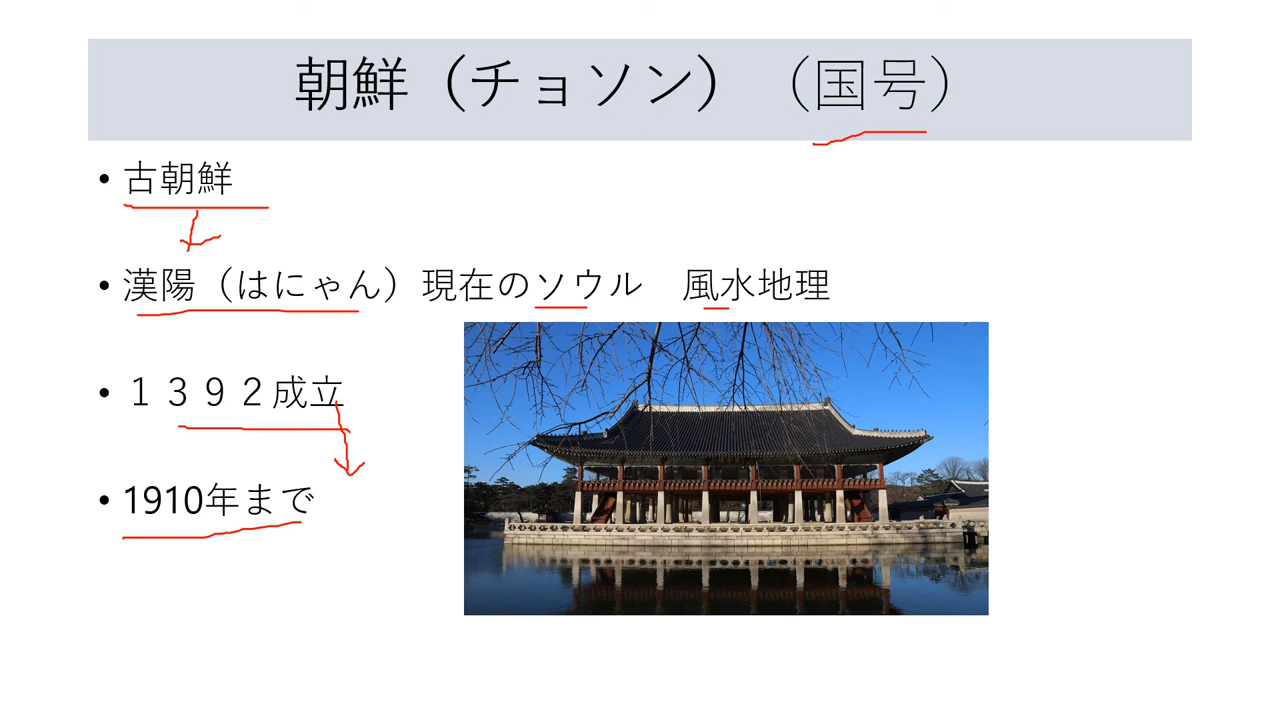 朝鮮（チョソン）（国号）
• 古朝鮮
• 漢陽（はにゃん）現在のソウル　風水地理
• １３９２成立
• 1910年まで